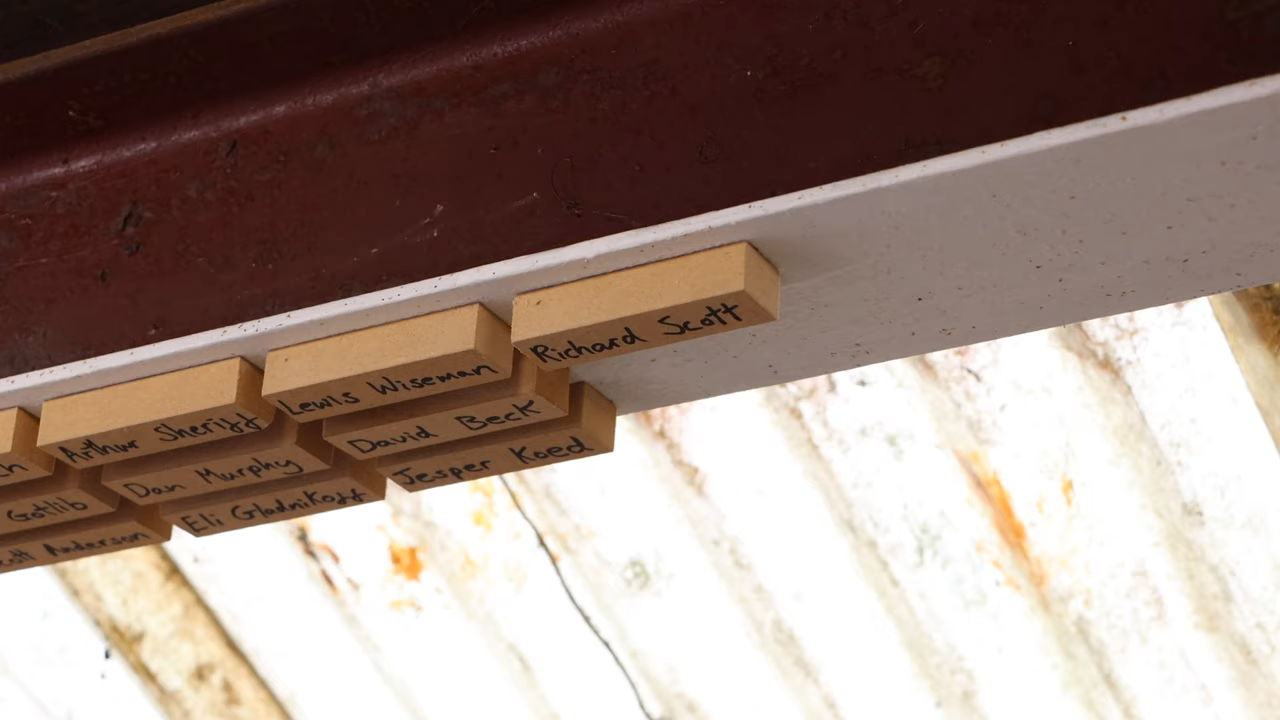 Richard Scott
Lewis Wiseman
David Beck
Jesper Koed
Arthur Sheriff
Dan Murphy
Eli Gladnikoff
Gotlib
Anderson